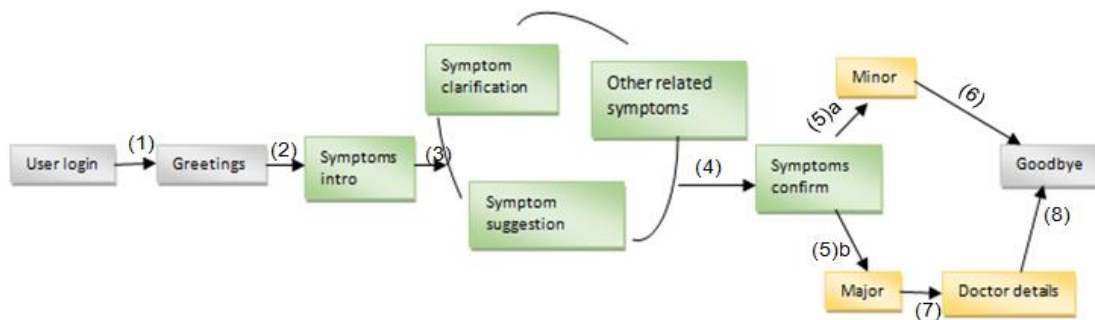 User login
(1)
Greetings
(2)
Symptoms
intro
(3)
Symptom
clarification
Other related
symptoms
Symptom
suggestion
(4)
Symptoms
confirm
(5)a
Minor
(6)
(5)b
Major
(7)
Doctor details
(8)
Goodbye